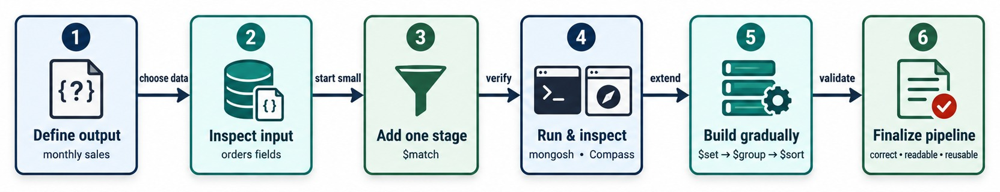 1
{?}
Define output
monthly sales
choose data
2
{}
Inspect input
orders fields
start small
3
Add one stage
$match
verify
4
>_
Run & inspect
mongosh • Compass
extend
5
Build gradually
$set → $group → $sort
validate
6
Finalize pipeline
correct • readable • reusable